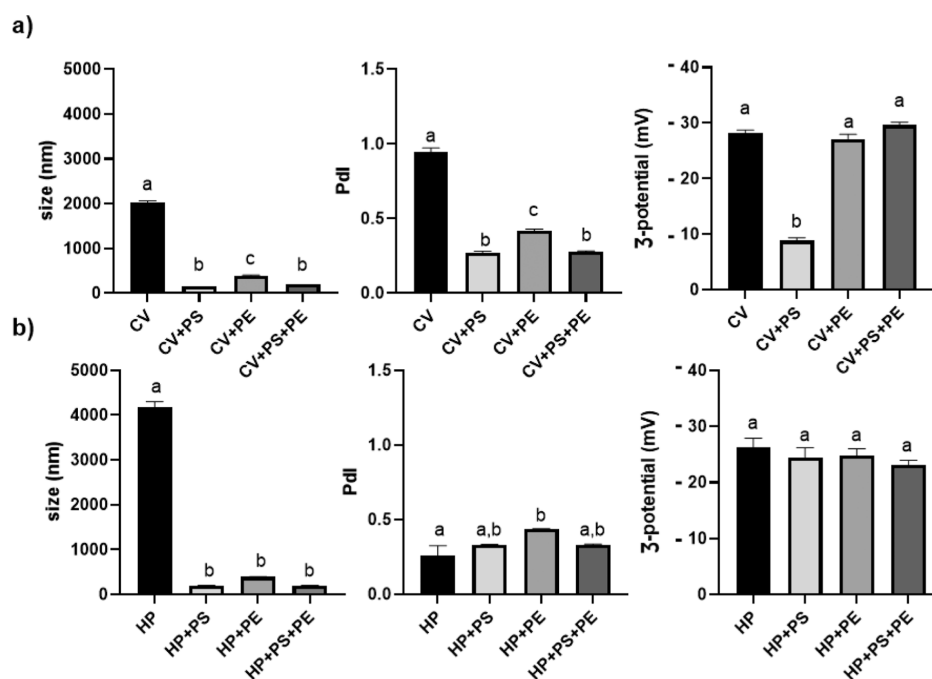 a)
size (nm)
5000
4000
3000
2000
1000
0
a
b
c
b
CV
CV+PS
CV+PE
CV+PS+PE
PdI
1.5
1.0
0.5
0.0
a
b
c
b
CV
CV+PS
CV+PE
CV+PS+PE
Ʒ-potential (mV)
- 40
- 30
- 20
- 10
0
a
b
a
a
CV
CV+PS
CV+PE
CV+PS+PE
b)
size (nm)
5000
4000
3000
2000
1000
0
a
b
b
b
HP
HP+PS
HP+PE
HP+PS+PE
PdI
1.5
1.0
0.5
0.0
a
a,b
b
a,b
HP
HP+PS
HP+PE
HP+PS+PE
Ʒ-potential (mV)
- 40
- 30
- 20
- 10
0
a
a
a
a
HP
HP+PS
HP+PE
HP+PS+PE